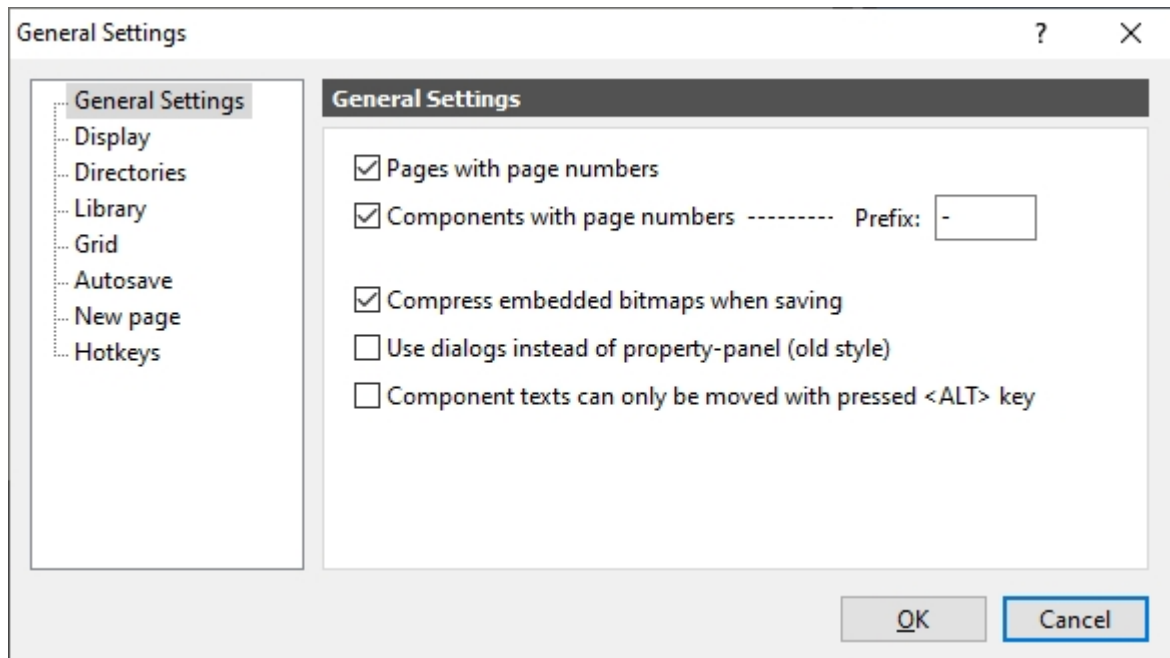 General Settings
?
General Settings
Display
Directories
Library
Grid
Autosave
New page
Hotkeys
General Settings
Pages with page numbers
Components with page numbers --------- Prefix: -
Compress embedded bitmaps when saving
Use dialogs instead of property-panel (old style)
Component texts can only be moved with pressed <ALT> key
OK Cancel